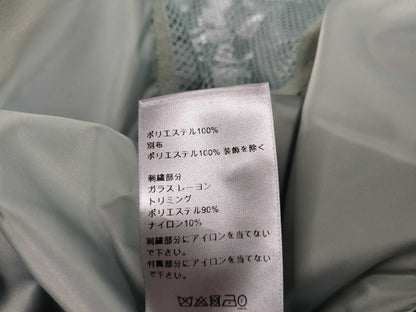 ポリエステル100%
別布
ポリエステル100% 装飾を除く
刺繍部分
ガラス レーヨン
トリミング
ポリエステル90%
ナイロン10%
刺繍部分にアイロンを当てない
で下さい。
付属部分にアイロンを当てない
で下さい。